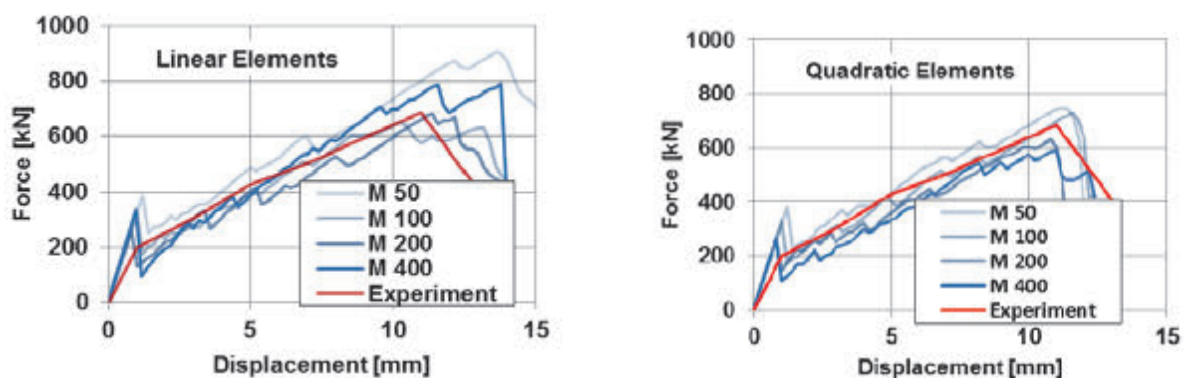 1000
800
600
400
200
0
Force [kN]
Linear Elements
M 50
M 100
M 200
M 400
Experiment
0 5 10 15
Displacement [mm]
1000
800
600
400
200
0
Force [kN]
Quadratic Elements
M 50
M 100
M 200
M 400
Experiment
0 5 10 15
Displacement [mm]